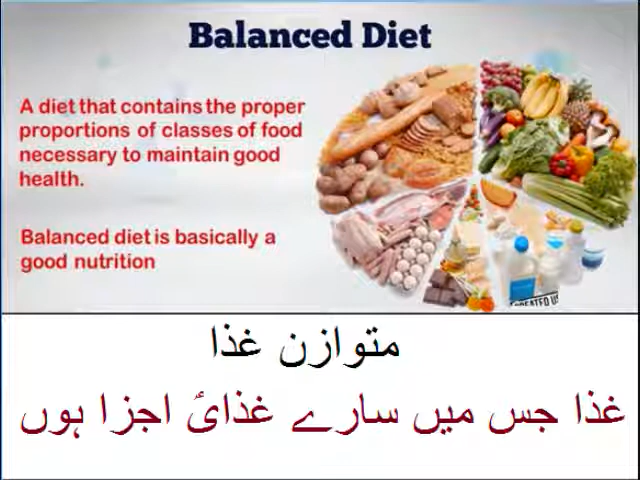 Balanced Diet
A diet that contains the proper
proportions of classes of food
necessary to maintain good
health.
Balanced diet is basically a
good nutrition
متوازن غذا
غذا جس میں سارے غذائ اجزا ہوں